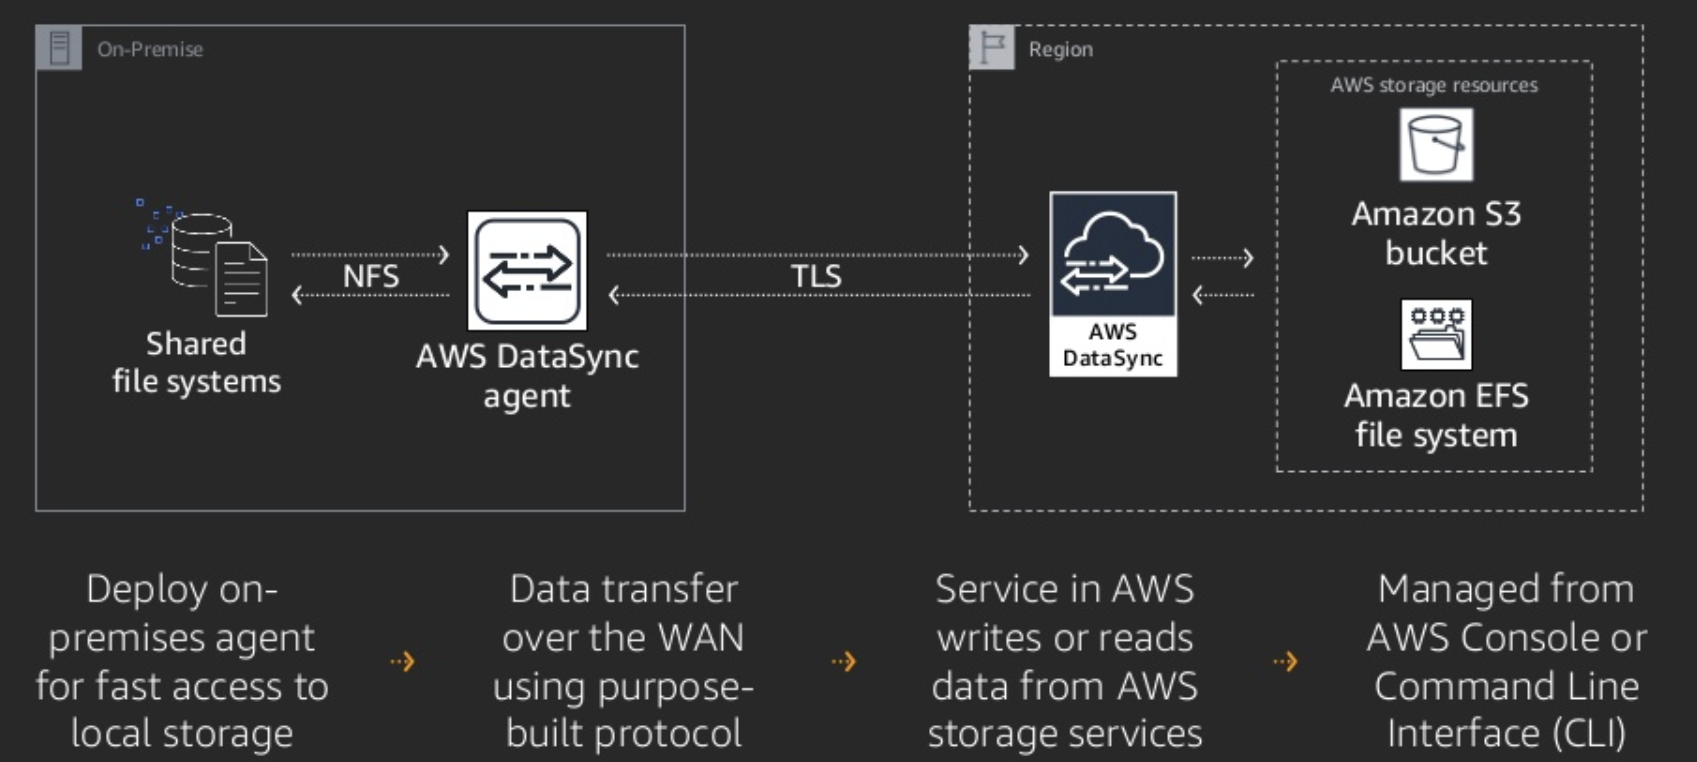 On-Premise
Shared
file systems
NFS
AWS DataSync
agent
TLS
Region
AWS
DataSync
AWS storage resources
Amazon S3
bucket
Amazon EFS
file system
Deploy on-
premises agent
for fast access to
local storage
Data transfer
over the WAN
using purpose-
built protocol
Service in AWS
writes or reads
data from AWS
storage services
Managed from
AWS Console or
Command Line
Interface (CLI)